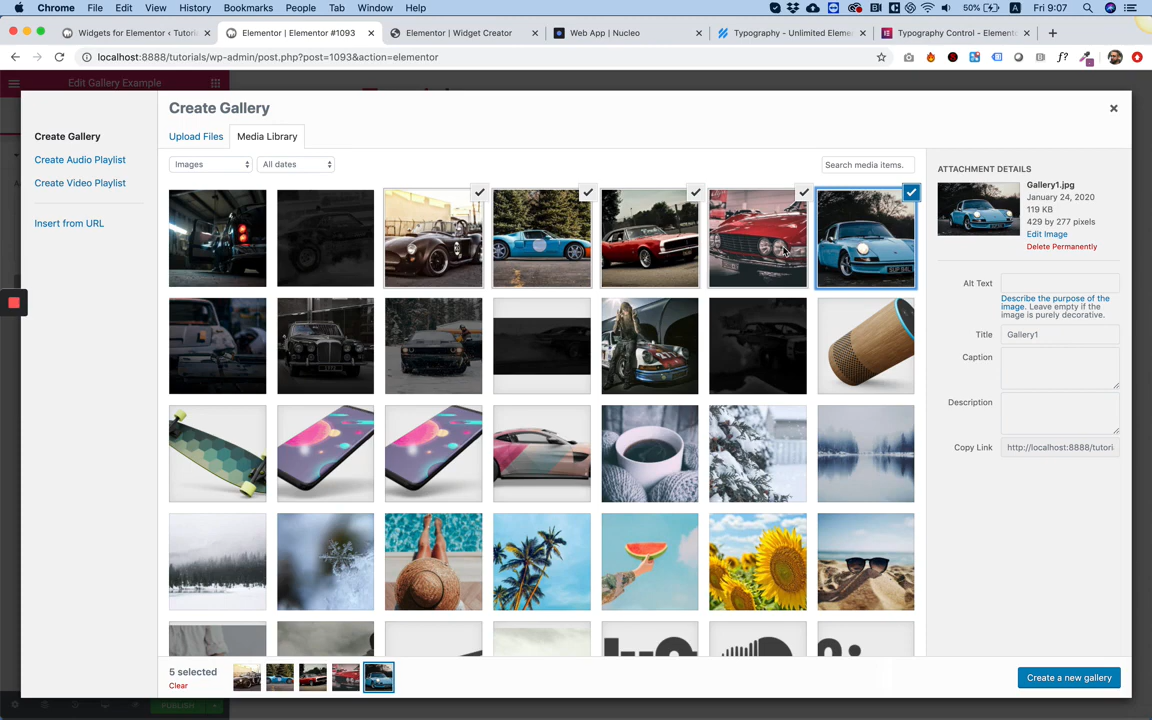 Chrome File Edit View History Bookmarks People Tab Window Help
50% A Fri 9:07
Widgets for Elementor ‹ Tutori
Elementor | Elementor #1093
Elementor | Widget Creator
Web App | Nucleo
Typography - Unlimited Eleme
Typography Control - Elemento
localhost:8888/tutorials/wp-admin/post.php?post=1093&action=elementor
f?
Edit Gallery Example
Create Gallery
Create Gallery
Create Audio Playlist
Create Video Playlist
Insert from URL
Upload Files
Media Library
Images
All dates
Search media items.
ATTACHMENT DETAILS
Gallery1.jpg
January 24, 2020
119 KB
429 by 277 pixels
Edit Image
Delete Permanently
Alt Text
Describe the purpose of the
image. Leave empty if the
image is purely decorative.
Title Gallery1
Caption
Description
Copy Link http://localhost:8888/tutori
5 selected
Clear
Create a new gallery
PUBLISH